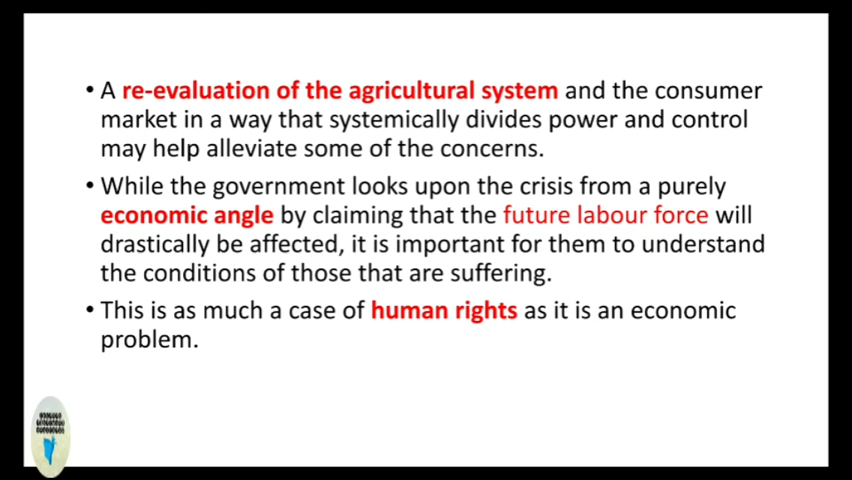 • A re-evaluation of the agricultural system and the consumer
market in a way that systemically divides power and control
may help alleviate some of the concerns.
• While the government looks upon the crisis from a purely
economic angle by claiming that the future labour force will
drastically be affected, it is important for them to understand
the conditions of those that are suffering.
• This is as much a case of human rights as it is an economic
problem.